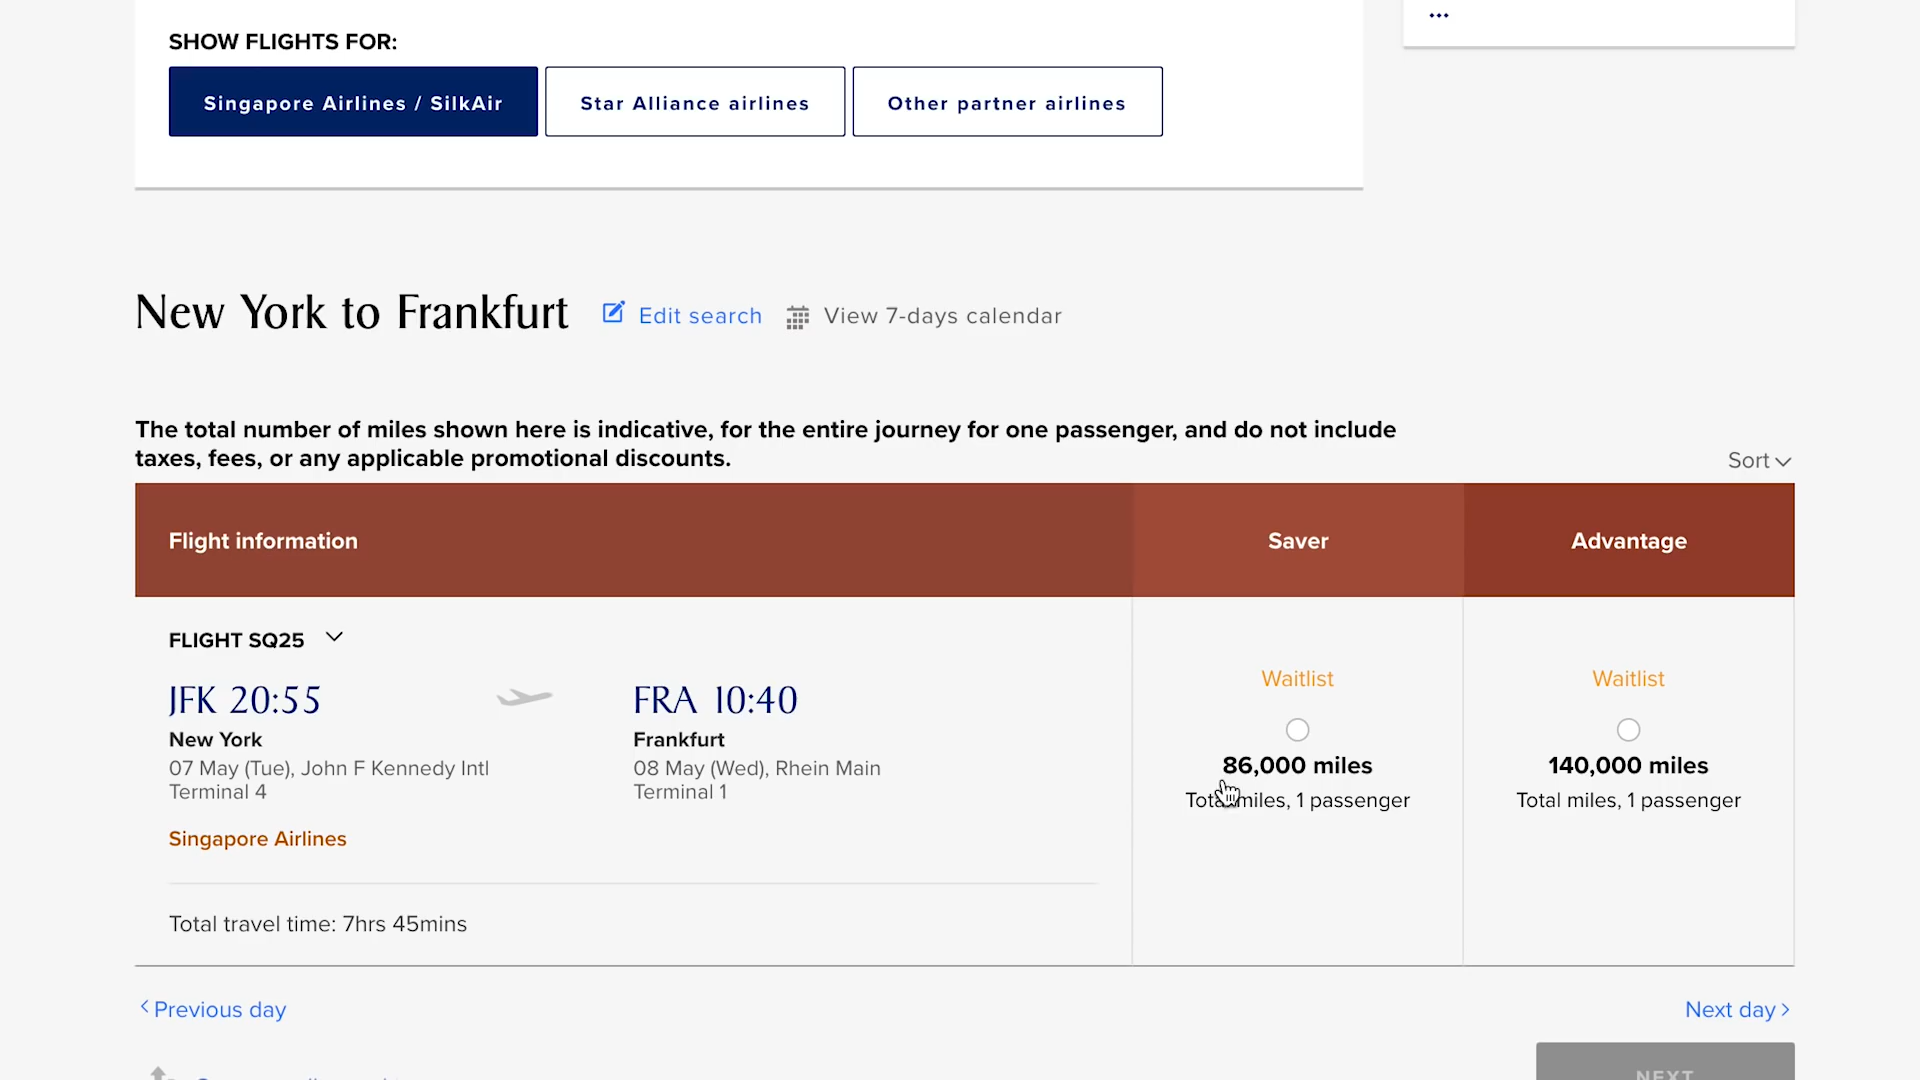 ...
SHOW FLIGHTS FOR:
Singapore Airlines / SilkAir
Star Alliance airlines
Other partner airlines
New York to Frankfurt
Edit search
View 7-days calendar
The total number of miles shown here is indicative, for the entire journey for one passenger, and do not include
taxes, fees, or any applicable promotional discounts.
Sort
Flight information
Saver
Advantage
FLIGHT SQ25
JFK 20:55
FRA 10:40
New York
Frankfurt
07 May (Tue), John F Kennedy Intl
Terminal 4
08 May (Wed), Rhein Main
Terminal 1
Singapore Airlines
Total travel time: 7hrs 45mins
Waitlist
86,000 miles
Total miles, 1 passenger
Waitlist
140,000 miles
Total miles, 1 passenger
Previous day
Next day
NEXT